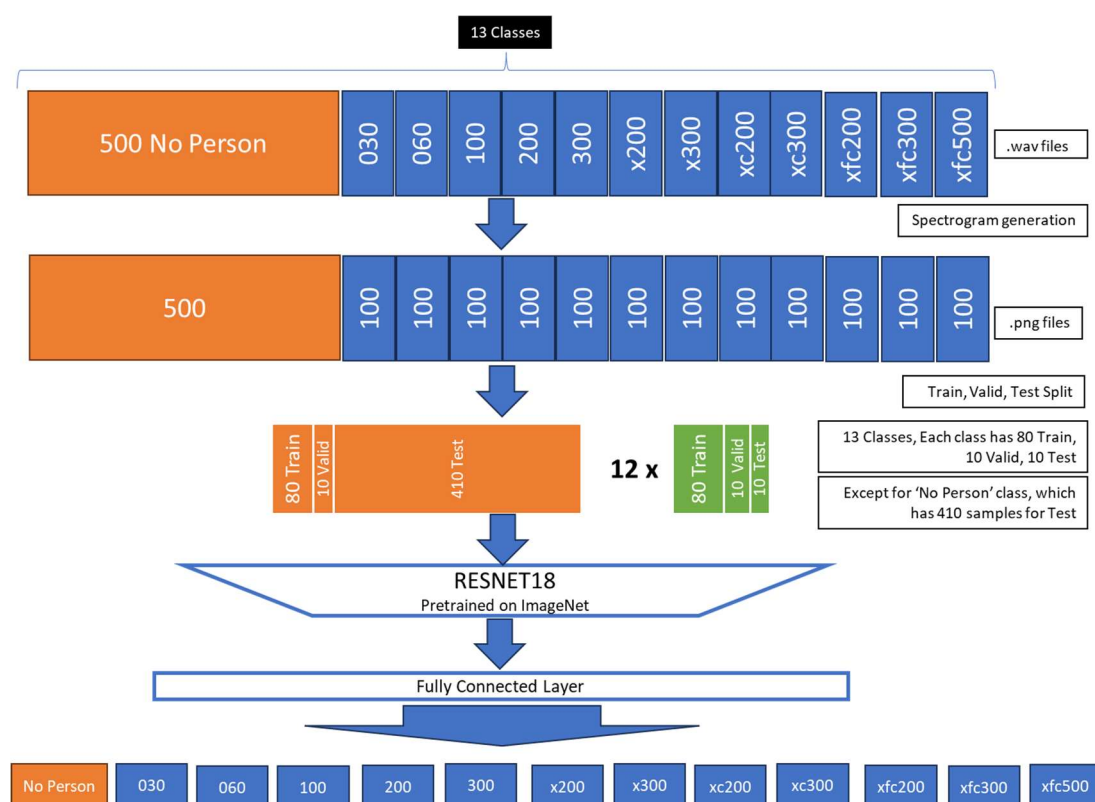 13 Classes
500 No Person
030
060
100
200
300
x200
x300
xc200
xc300
xfc200
xfc300
xfc500
.wav files
Spectrogram generation
500
100
100
100
100
100
100
100
100
100
100
100
100
.png files
Train, Valid, Test Split
80 Train
10 Valid
410 Test
12 x
80 Train
10 Valid
10 Test
13 Classes, Each class has 80 Train,
10 Valid, 10 Test
Except for ‘No Person’ class, which
has 410 samples for Test
RESNET18
Pretrained on ImageNet
Fully Connected Layer
No Person
030
060
100
200
300
x200
x300
xc200
xc300
xfc200
xfc300
xfc500